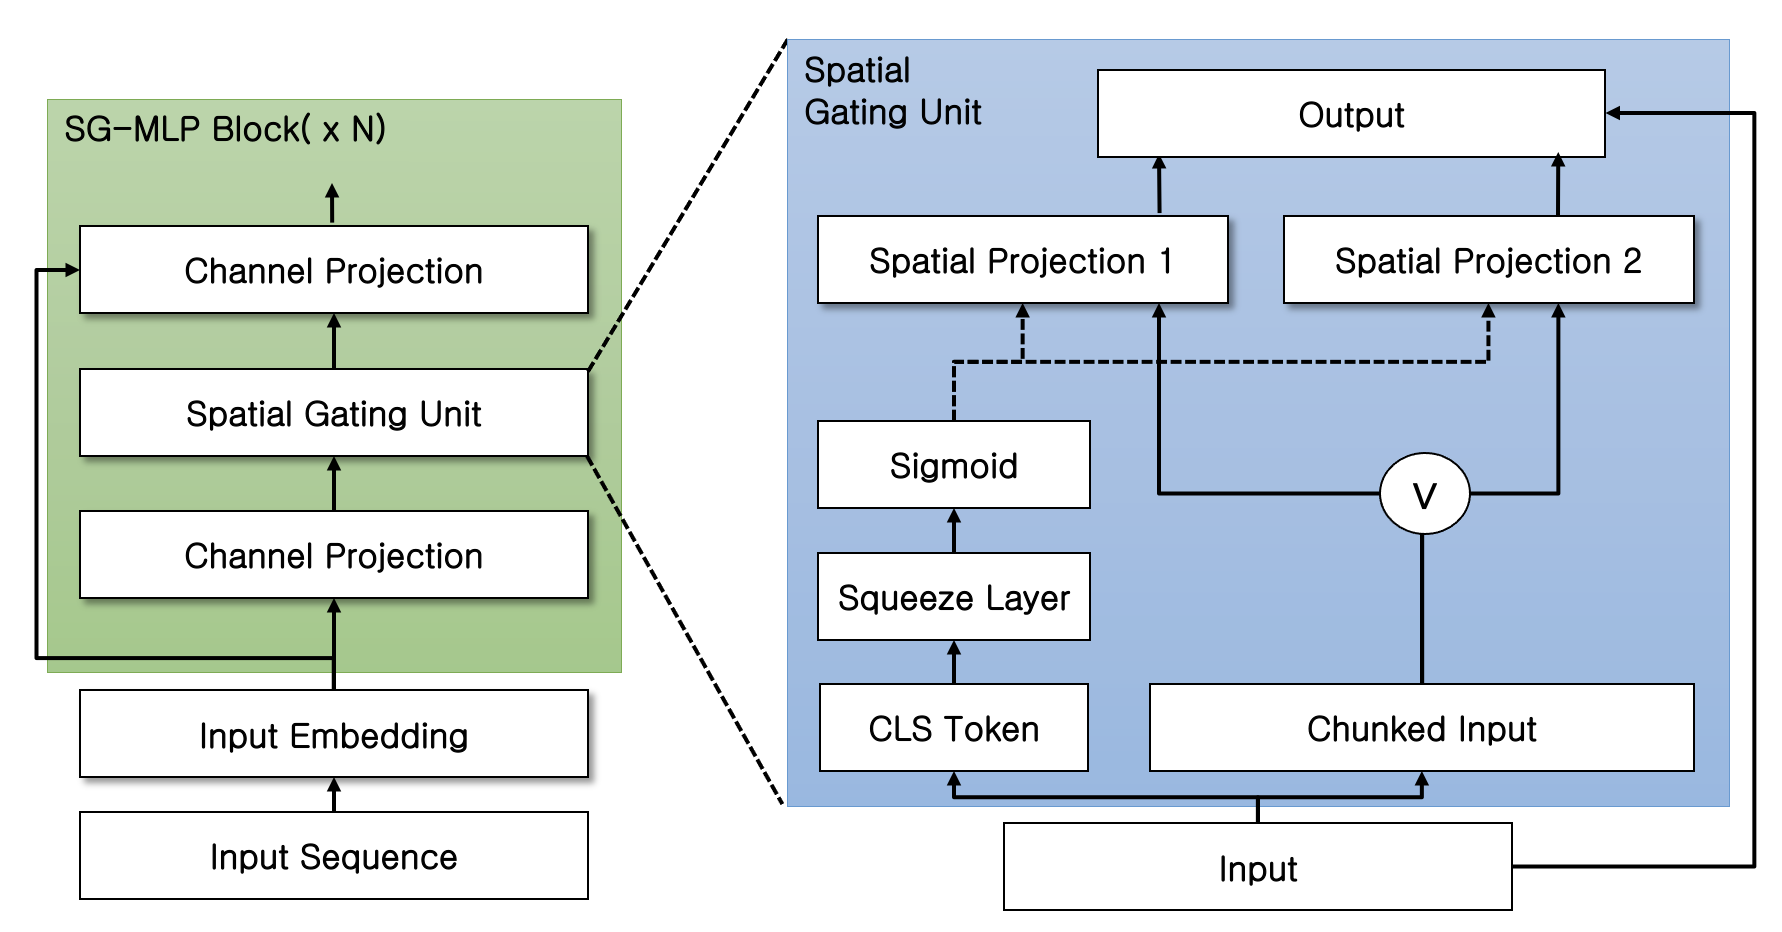 SG-MLP Block( x N)
Channel Projection
Spatial Gating Unit
Channel Projection
Input Embedding
Input Sequence
Spatial
Gating Unit
Output
Spatial Projection 1
Spatial Projection 2
Sigmoid
V
Squeeze Layer
CLS Token
Chunked Input
Input